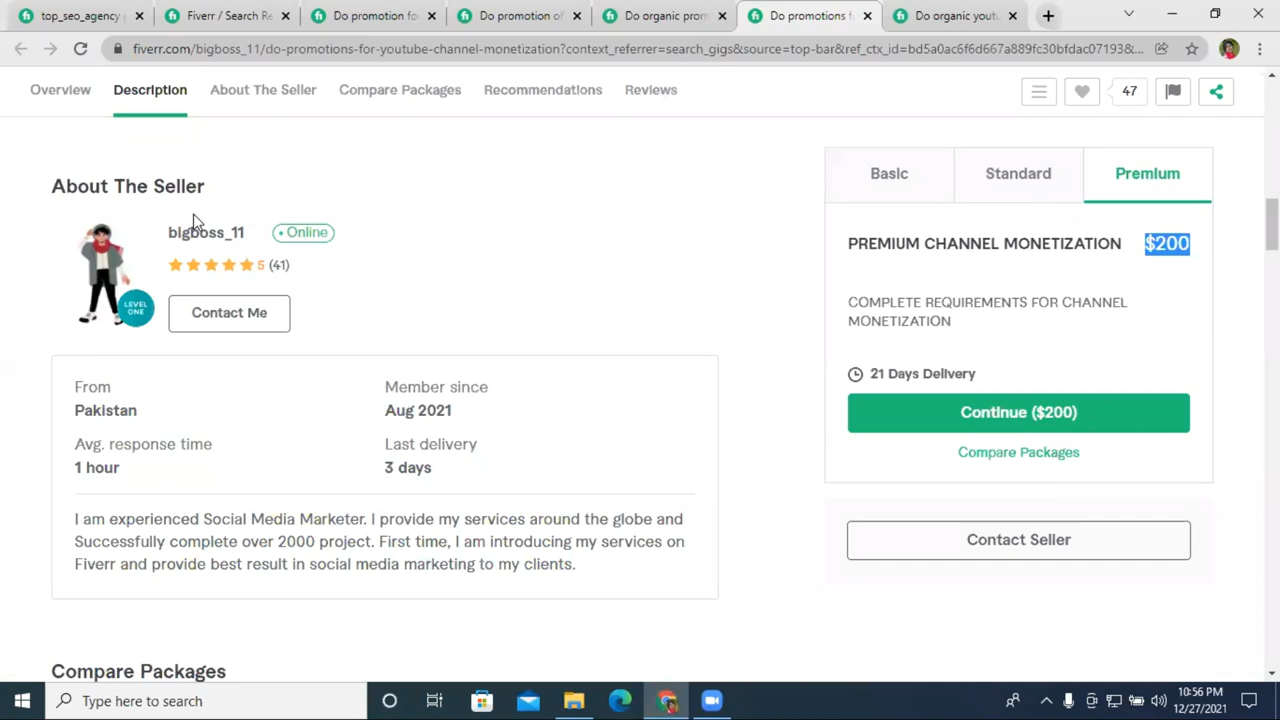 top_seo_agency
Fiverr / Search Re
Do promotion fo
Do promotion of
Do organic pron
Do promotions f
Do organic yout
fiverr.com/bigboss_11/do-promotions-for-youtube-channel-monetization?context_referrer=search_gigs&source=top-bar&ref_ctx_id=bd5a0ac6f6d667a889fc30bfdac07193&...
Overview
Description
About The Seller
Compare Packages
Recommendations
Reviews
47
About The Seller
bigboss_11
• Online
5 (41)
LEVEL
ONE
Contact Me
From
Pakistan
Member since
Aug 2021
Avg. response time
1 hour
Last delivery
3 days
I am experienced Social Media Marketer. I provide my services around the globe and
Successfully complete over 2000 project. First time, I am introducing my services on
Fiverr and provide best result in social media marketing to my clients.
Compare Packages
Basic
Standard
Premium
PREMIUM CHANNEL MONETIZATION
$200
COMPLETE REQUIREMENTS FOR CHANNEL
MONETIZATION
21 Days Delivery
Continue ($200)
Compare Packages
Contact Seller
Type here to search
10:56 PM
12/27/2021